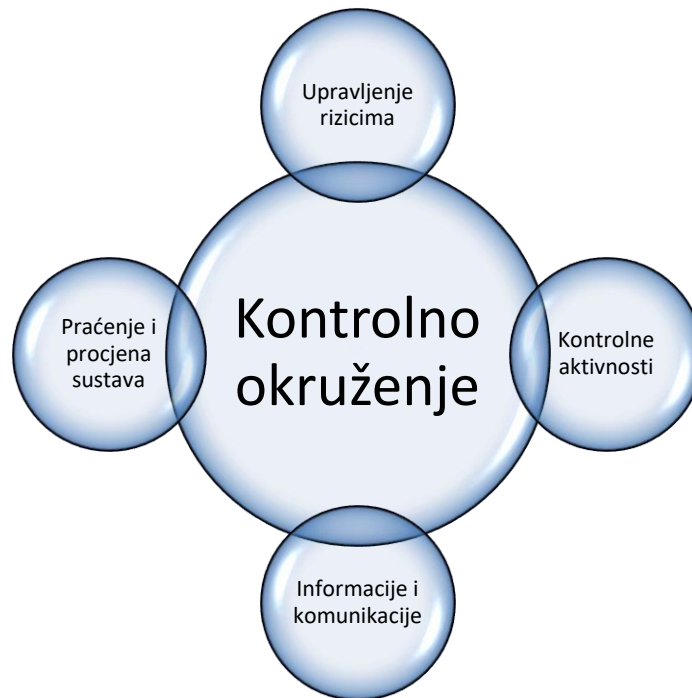 Upravljenje
rizicima
Kontrolno
okruženje
Praćenje i
procjena
sustava
Kontrolne
aktivnosti
Informacije i
komunikacije